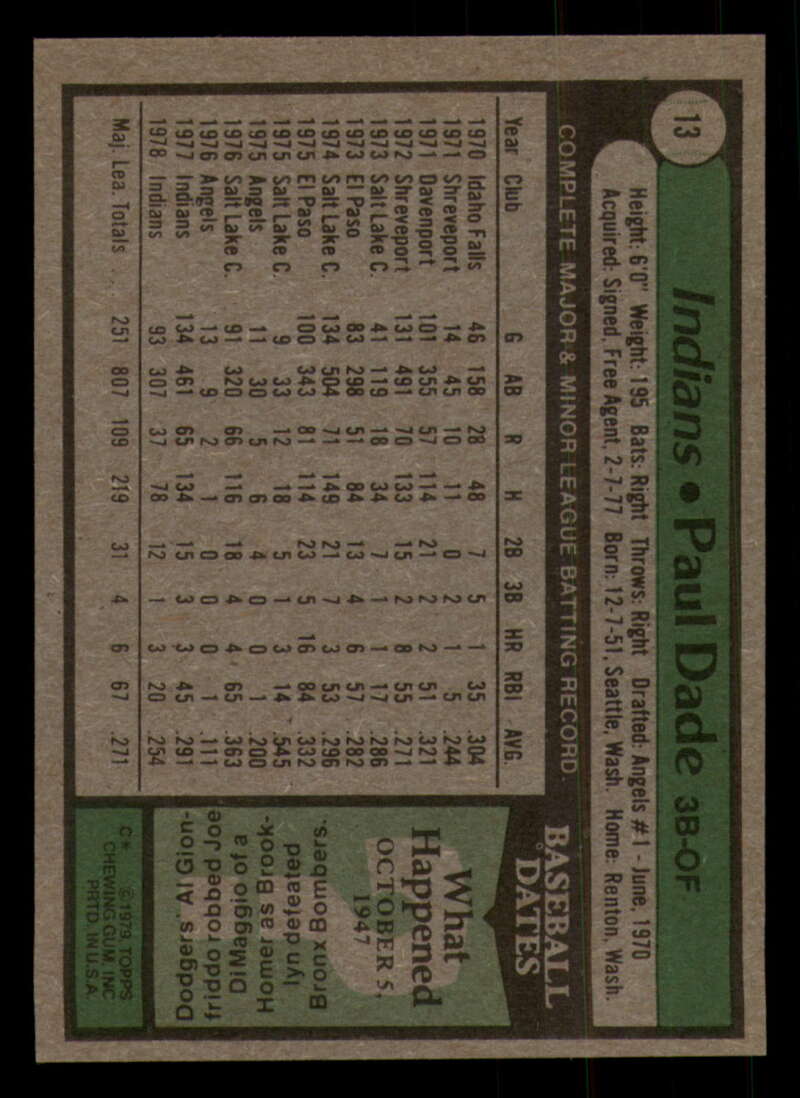 13
Indians • Paul Dade 3B-OF
Height: 6'0" Weight: 195 Bats: Right Throws: Right Drafted: Angels #1 - June, 1970
Acquired: Signed, Free Agent, 2-7-77 Born: 12-7-51, Seattle, Wash. Home: Renton, Wash.
COMPLETE MAJOR & MINOR LEAGUE BATTING RECORD
Year Club G AB R H 2B 3B HR RBI AVG.
1970 Idaho Falls 46 158 28 48 7 5 1 35 .304
1971 Shreveport 14 45 10 11 0 2 1 5 .244
1971 Davenport 101 355 57 114 21 2 2 51 .321
1972 Shreveport 131 491 70 133 15 2 8 55 .271
1973 Salt Lake C. 41 119 18 34 7 1 1 17 .286
1973 El Paso 83 298 51 84 13 4 6 57 .282
1974 Salt Lake C. 134 504 71 149 21 7 3 53 .296
1975 El Paso 100 343 81 114 23 5 16 84 .332
1975 Salt Lake C. 9 33 12 18 5 1 3 14 .545
1975 Angels 11 30 5 6 4 0 0 1 .200
1976 Salt Lake C. 91 320 66 116 18 4 4 65 .363
1976 Angels 13 9 2 1 0 0 0 1 .111
1977 Indians 134 461 65 134 15 3 3 45 .291
1978 Indians 93 307 37 78 12 1 3 20 .254
Maj. Lea. Totals 251 807 109 219 31 4 6 67 .271
BASEBALL
DATES
What
Happened
OCTOBER 5,
1947
Dodgers' Al Gion-
friddo robbed Joe
DiMaggio of a
Homer as Brook-
lyn defeated
Bronx Bombers.
C* ©1979, TOPPS
CHEWING GUM, INC
PRTD. IN U.S.A.